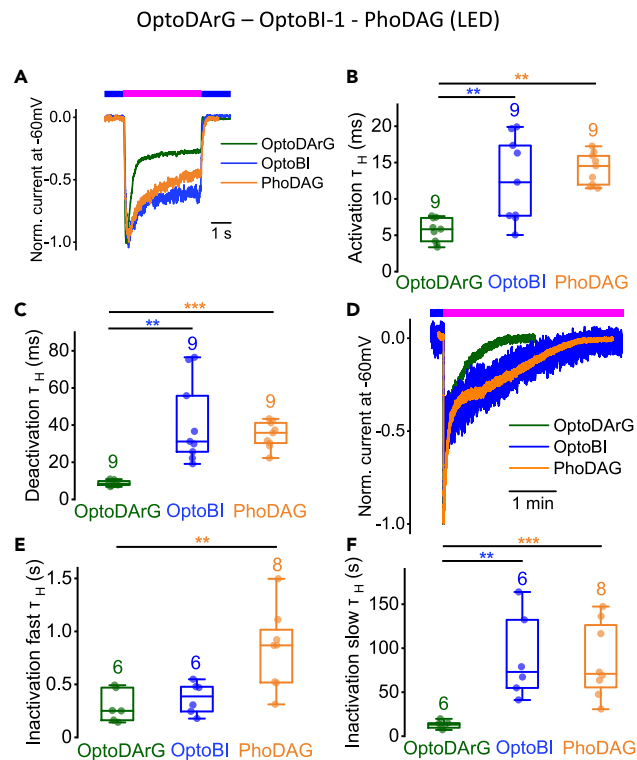 OptoDArG – OptoBI-1 - PhoDAG (LED)
A
Norm. current at -60mV
0.0
-0.5
-1.0
OptoDArG
OptoBI
PhoDAG
1 s
B
Activation τ H (ms)
20
15
10
5
0
**
**
9
9
9
OptoDArG
OptoBI
PhoDAG
C
Deactivation τ H (ms)
80
60
40
20
0
***
**
9
9
9
OptoDArG
OptoBI
PhoDAG
D
Norm. current at -60mV
0.0
-0.5
-1.0
OptoDArG
OptoBI
PhoDAG
1 min
E
Inactivation fast τ H (s)
1.5
1.0
0.5
0
**
6
6
8
OptoDArG
OptoBI
PhoDAG
F
Inactivation slow τ H (s)
150
100
50
0
***
**
6
6
8
OptoDArG
OptoBI
PhoDAG